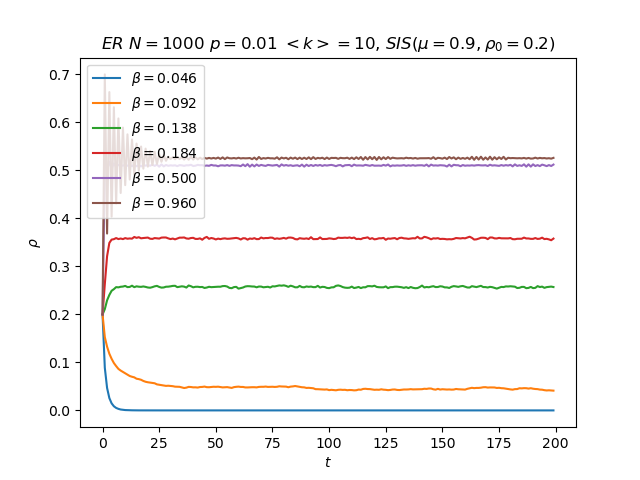 ER N = 1000 p = 0.01 < k > = 10, SIS(μ = 0.9, ρ₀ = 0.2)
β = 0.046
β = 0.092
β = 0.138
β = 0.184
β = 0.500
β = 0.960
ρ
0.7
0.6
0.5
0.4
0.3
0.2
0.1
0.0
0 25 50 75 100 125 150 175 200
t